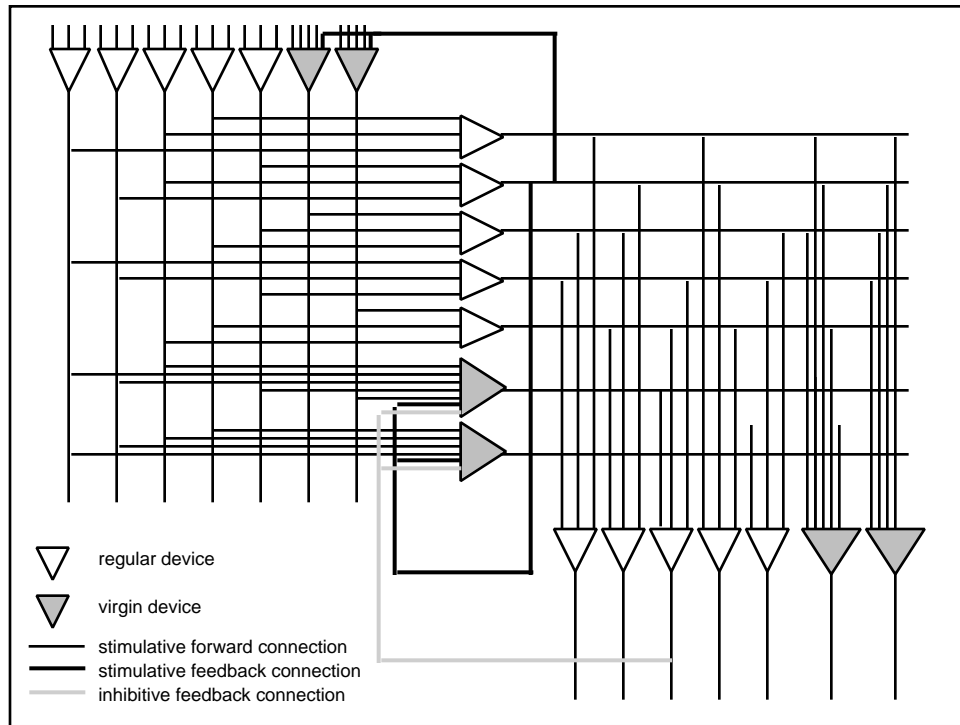 regular device
virgin device
stimulative forward connection
stimulative feedback connection
inhibitive feedback connection